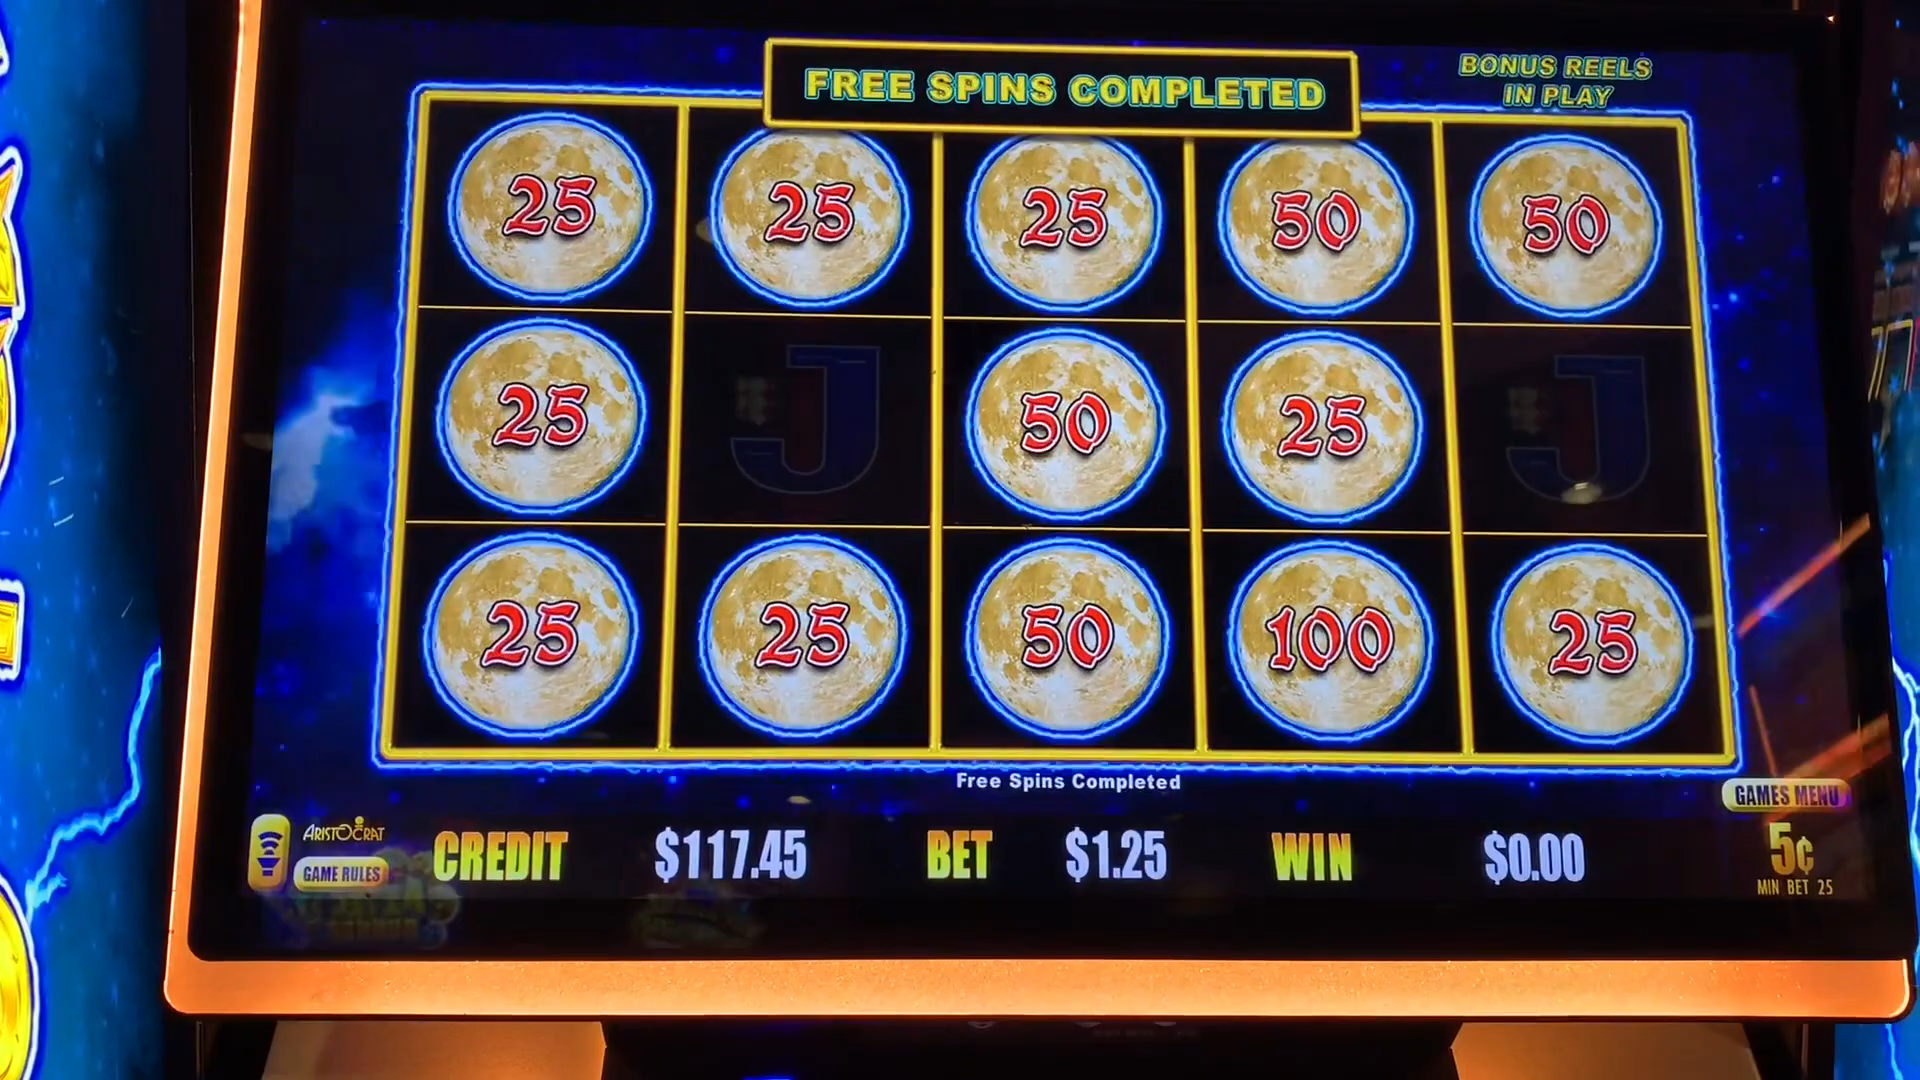 FREE SPINS COMPLETED
BONUS REELS
IN PLAY
25 25 25 50 50
25 J 50 25 J
25 25 50 100 25
Free Spins Completed
GAMES MENU
ARISTOCRAT
GAME RULES
CREDIT $117.45 BET $1.25 WIN $0.00
5¢
MIN BET 25